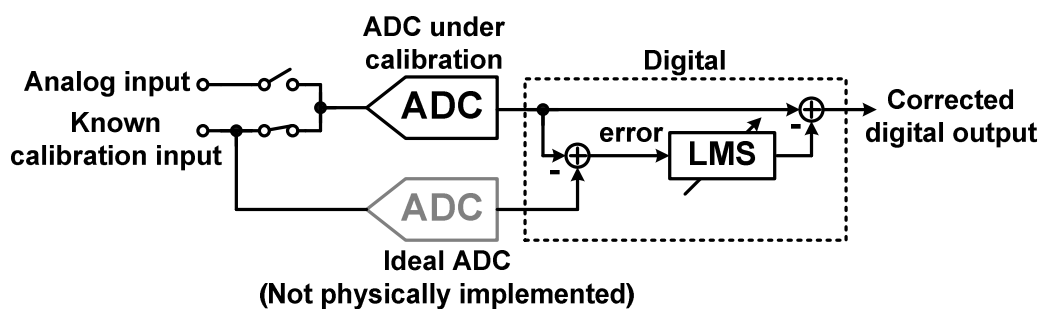 ADC under
calibration
Digital
Analog input
ADC
Corrected
digital output
Known
calibration input
error
LMS
-
-
ADC
Ideal ADC
(Not physically implemented)